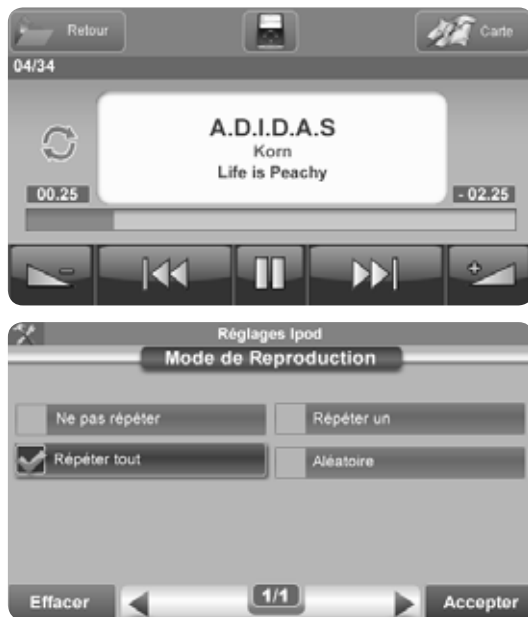 Retour Carte
04/34
A.D.I.D.A.S
Korn
Life is Peachy
00.25 - 02.25
Réglages Ipod
Mode de Reproduction
Ne pas répéter Répéter un
Répéter tout Aléatoire
Effacer 1/1 Accepter